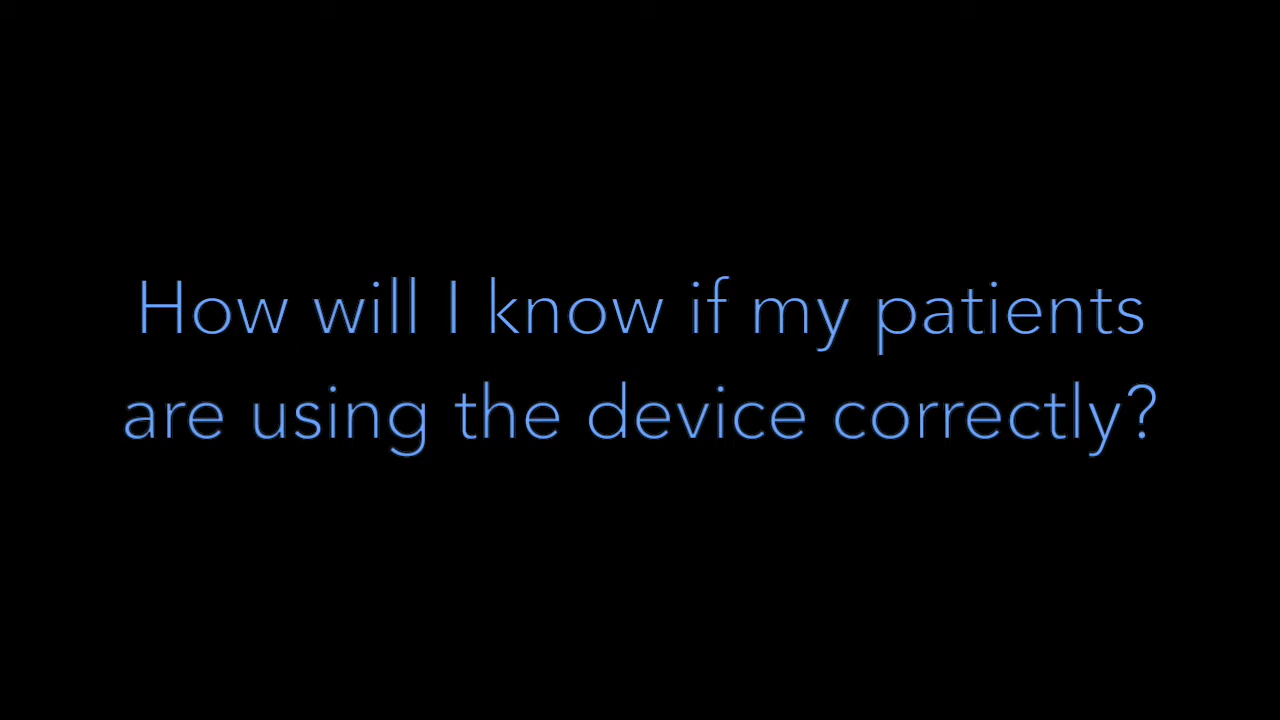 How will I know if my patients
are using the device correctly?